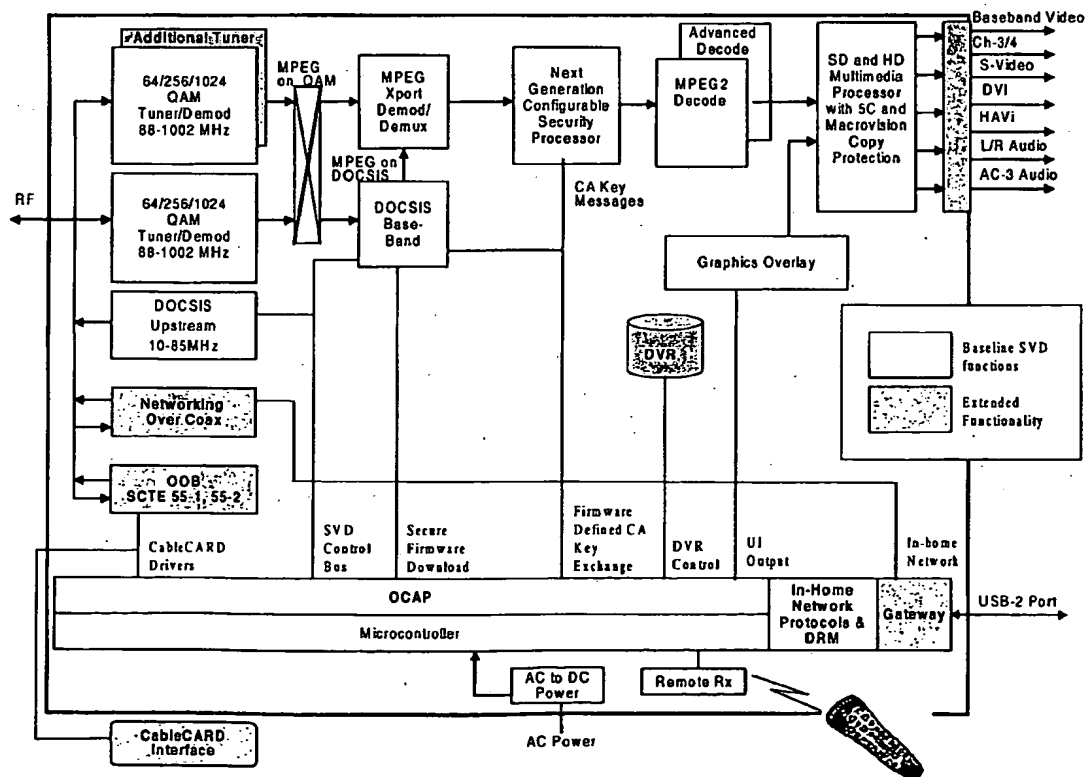 Additional Tuner
64/256/1024
QAM
Tuner/Demod
88-1002 MHz
MPEG
on QAM
MPEG
Xport
Demod/
Demux
Next
Generation
Configurable
Security
Processor
Advanced
Decode
MPEG2
Decode
SD and HD
Multimedia
Processor
with 5C and
Macrovision
Copy
Protection
Baseband Video
Ch-3/4
S-Video
DVI
HAVi
L/R Audio
AC-3 Audio
RF
64/256/1024
QAM
Tuner/Demod
88-1002 MHz
MPEG on
DOCSIS
DOCSIS
Base-
Band
CA Key
Messages
Graphics Overlay
DOCSIS
Upstream
10-85MHz
DVR
Baseline SVD
functions
Extended
Functionality
Networking
Over Coax
OOB
SCTE 55-1, 55-2
CableCARD
Drivers
SVD
Control
Bus
Secure
Firmware
Download
Firmware
Defined CA
Key
Exchange
DVR
Control
UI
Output
In-home
Network
OCAP
Microcontroller
In-Home
Network
Protocols &
DRM
Gateway
USB-2 Port
AC to DC
Power
Remote Rx
AC Power
CableCARD
Interface